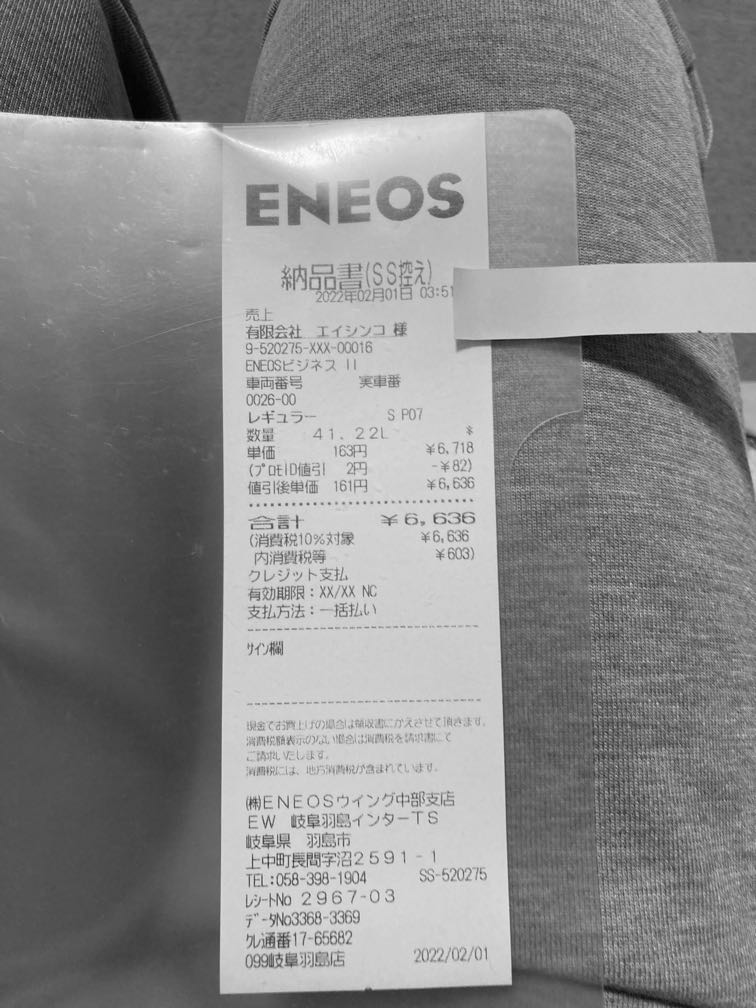 ENEOS
納品書(SS控え)
2022年02月01日 03:51
売上
有限会社 エイシンコ 様
9-520275-XXX-00016
ENEOSビジネス II
車両番号 実車番
0026-00
レギュラー S P07
数量 41.22L *
単価 163円 ¥6,718
(プロモID値引 2円 -¥82)
値引後単価 161円 ¥6,636
合計 ¥6,636
(消費税10%対象 ¥6,636
内消費税等 ¥603)
クレジット支払
有効期限：XX/XX NC
支払方法：一括払い
サイン欄
現金でお買上げの場合は領収書にかえさせて頂きます。
消費税額表示のない場合は消費税を請求書にて
ご請求いたします。
消費税には、地方消費税が含まれています。
(株)ENEOSウイング中部支店
EW 岐阜羽島インターTS
岐阜県 羽島市
上中町長間字沼2591-1
TEL:058-398-1904 SS-520275
レシートNo 2967-03
データNo3368-3369
クレ通番17-65682
099岐阜羽島店 2022/02/01